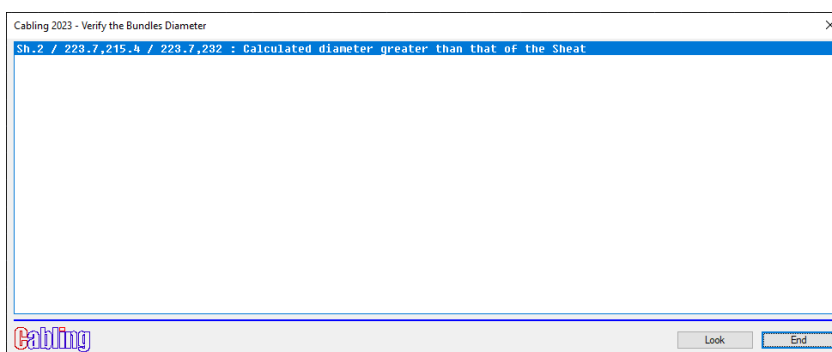 Cabling 2023 - Verify the Bundles Diameter
Sh.2 / 223.7,215.4 / 223.7,232 : Calculated diameter greater than that of the Sheat
Cabling
Look
End